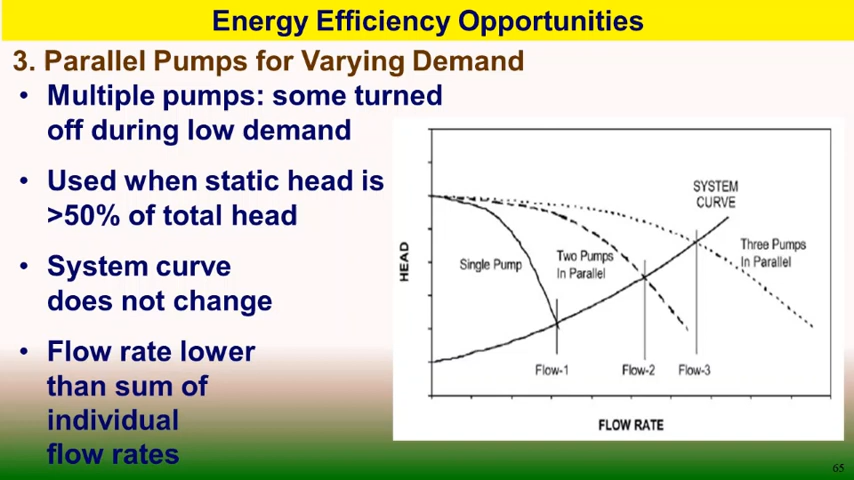 Energy Efficiency Opportunities
3. Parallel Pumps for Varying Demand
• Multiple pumps: some turned
off during low demand
• Used when static head is
>50% of total head
• System curve
does not change
• Flow rate lower
than sum of
individual
flow rates
HEAD
SYSTEM
CURVE
Single Pump
Two Pumps
In Parallel
Three Pumps
In Parallel
Flow-1
Flow-2
Flow-3
FLOW RATE
65